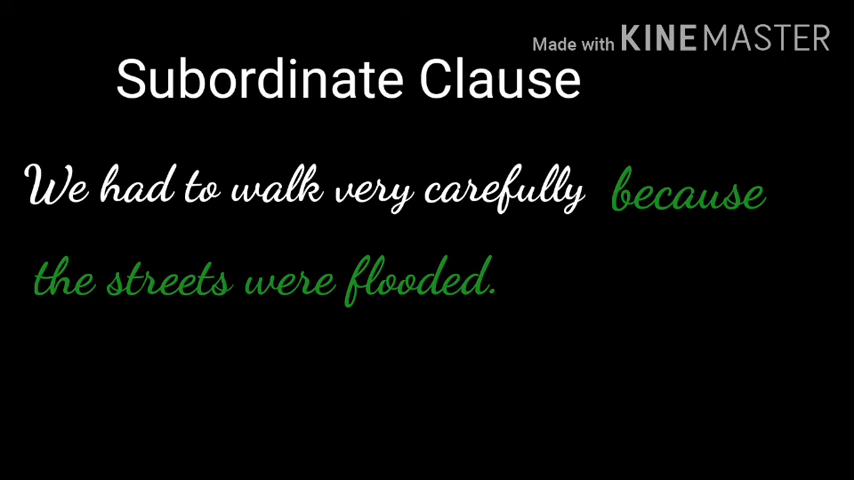 Made with KINEMASTER
Subordinate Clause
We had to walk very carefully because
the streets were flooded.